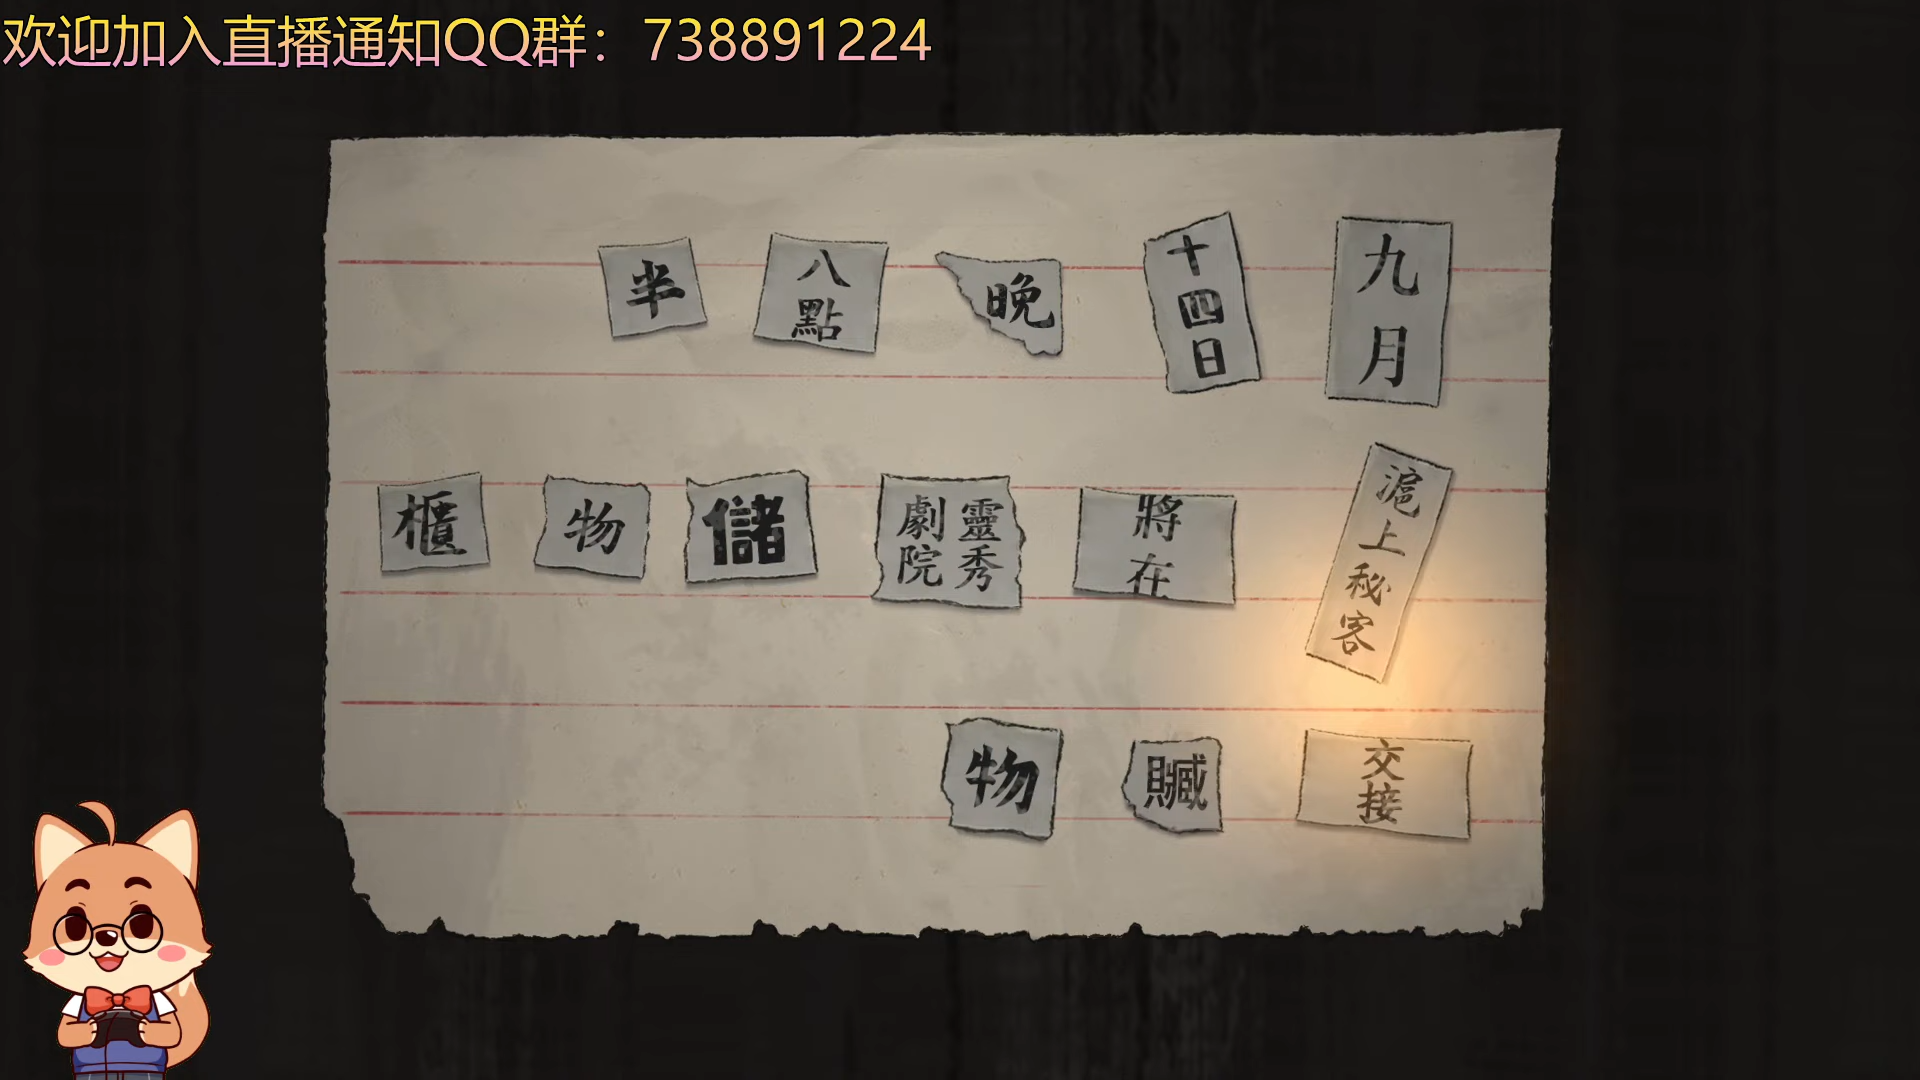 欢迎加入直播通知QQ群：738891224
九月 十四日 晚 八點 半
滬上秘客 將在 靈秀劇院 儲 物 櫃
交接 贓 物